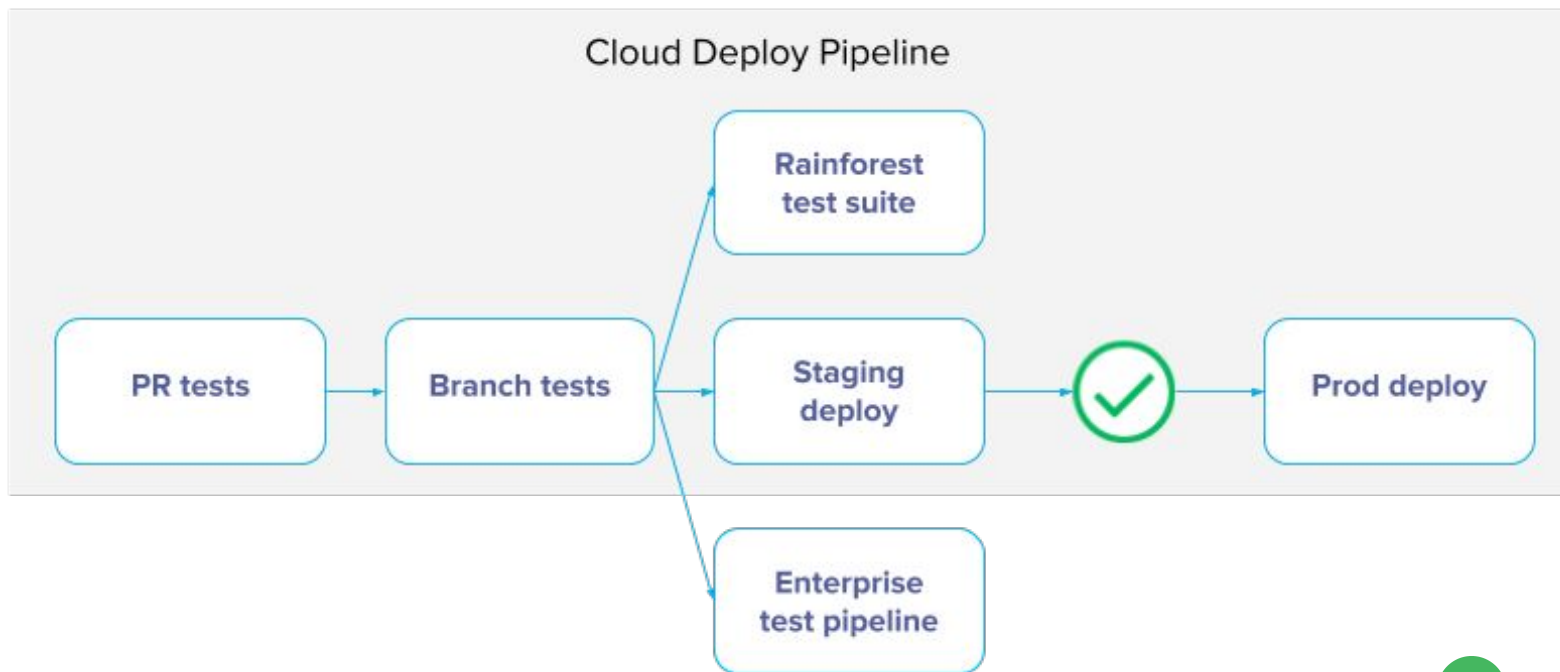 Cloud Deploy Pipeline
Rainforest
test suite
PR tests
Branch tests
Staging
deploy
Prod deploy
Enterprise
test pipeline